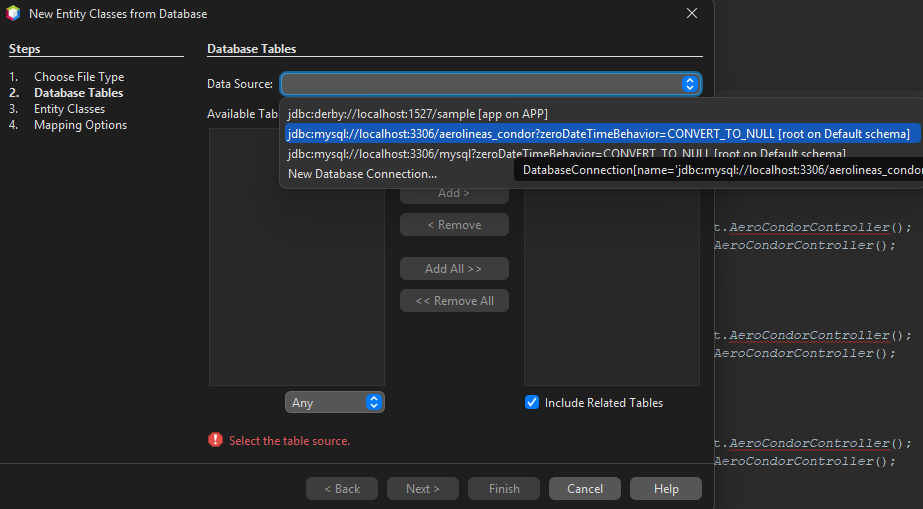 New Entity Classes from Database
Steps
1. Choose File Type
2. Database Tables
3. Entity Classes
4. Mapping Options
Database Tables
Data Source:
Available Tab
jdbc:derby://localhost:1527/sample [app on APP]
jdbc:mysql://localhost:3306/aerolineas_condor?zeroDateTimeBehavior=CONVERT_TO_NULL [root on Default schema]
jdbc:mysql://localhost:3306/mysql?zeroDateTimeBehavior=CONVERT_TO_NULL [root on Default schema]
New Database Connection...
DatabaseConnection[name='jdbc:mysql://localhost:3306/aerolineas_condor
Add >
< Remove
Add All >>
<< Remove All
Any
Include Related Tables
Select the table source.
< Back
Next >
Finish
Cancel
Help
t.AeroCondorController();
AeroCondorController();
t.AeroCondorController();
AeroCondorController();
t.AeroCondorController();
AeroCondorController();